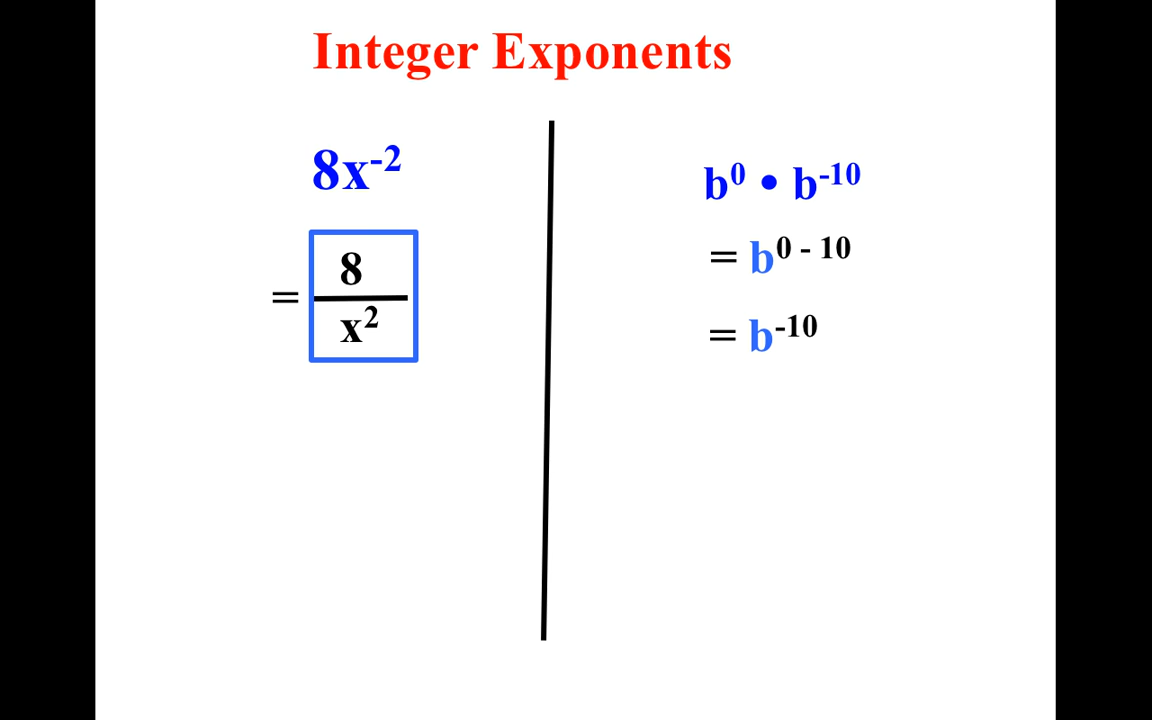 Integer Exponents
8x⁻²
= 8
x²
b⁰ • b⁻¹⁰
= b⁰ ⁻ ¹⁰
= b⁻¹⁰